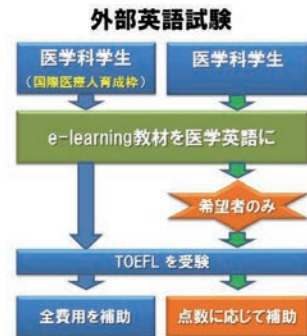 外部英語試験
医学科学生
(国際医療人育成枠)
医学科学生
e-learning教材を医学英語に
希望者のみ
TOEFL を受験
全費用を補助
点数に応じて補助